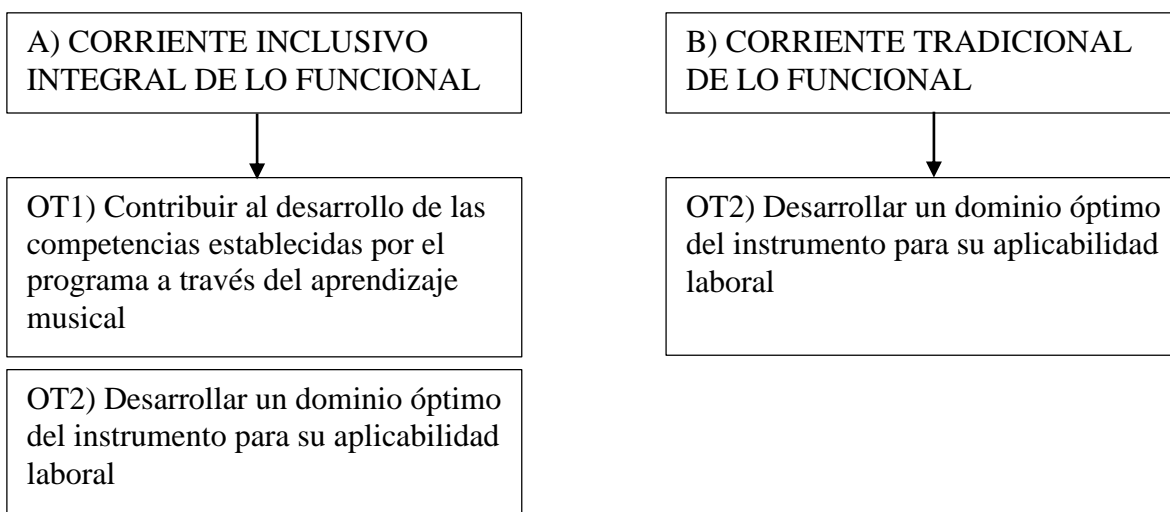 A) CORRIENTE INCLUSIVO
INTEGRAL DE LO FUNCIONAL
OT1) Contribuir al desarrollo de las
competencias establecidas por el
programa a través del aprendizaje
musical
OT2) Desarrollar un dominio óptimo
del instrumento para su aplicabilidad
laboral
B) CORRIENTE TRADICIONAL
DE LO FUNCIONAL
OT2) Desarrollar un dominio óptimo
del instrumento para su aplicabilidad
laboral